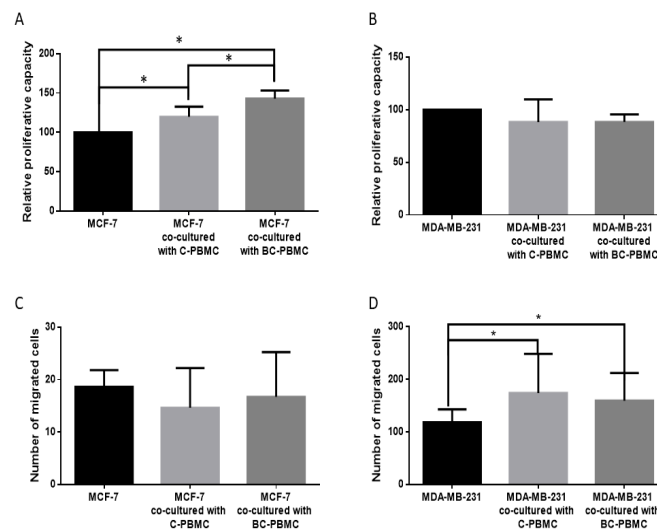 A
Relative proliferative capacity
200
150
100
50
0
*
*
*
MCF-7
MCF-7
co-cultured
with C-PBMC
MCF-7
co-cultured
with BC-PBMC
B
Relative proliferative capacity
150
100
50
0
MDA-MB-231
MDA-MB-231
co-cultured
with C-PBMC
MDA-MB-231
co-cultured
with BC-PBMC
C
Number of migrated cells
30
20
10
0
MCF-7
MCF-7
co-cultured with
C-PBMC
MCF-7
co-cultured with
BC-PBMC
D
Number of migrated cells
300
200
100
0
*
*
MDA-MB-231
MDA-MB-231
co-cultured with
C-PBMC
MDA-MB-231
co-cultured with
BC-PBMC